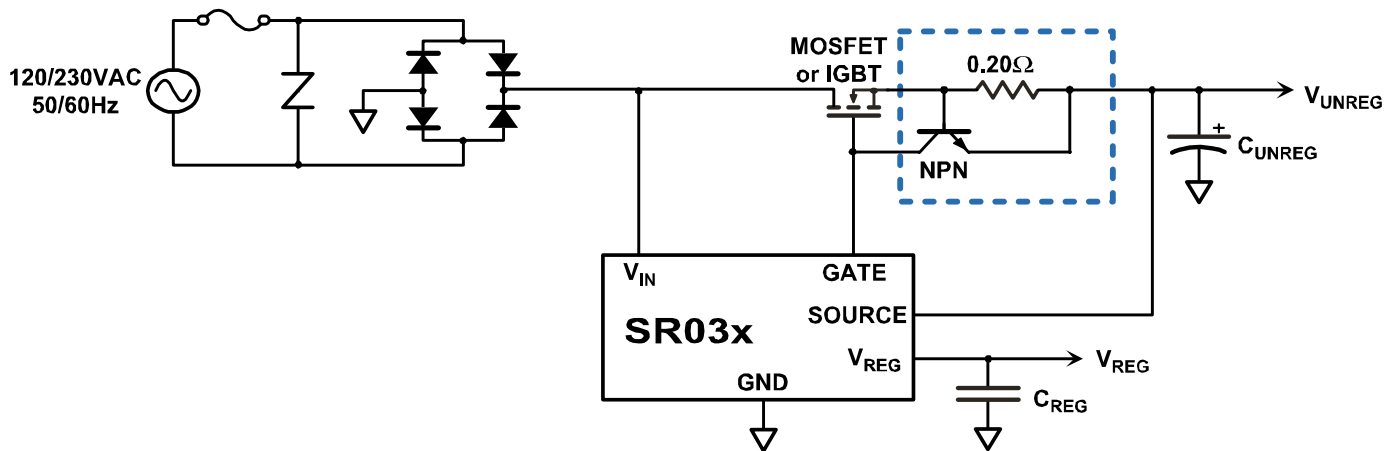 120/230VAC
50/60Hz
MOSFET
or IGBT
0.20Ω
NPN
VUNREG
+
CUNREG
VIN
GATE
SOURCE
SR03x
VREG
GND
VREG
CREG